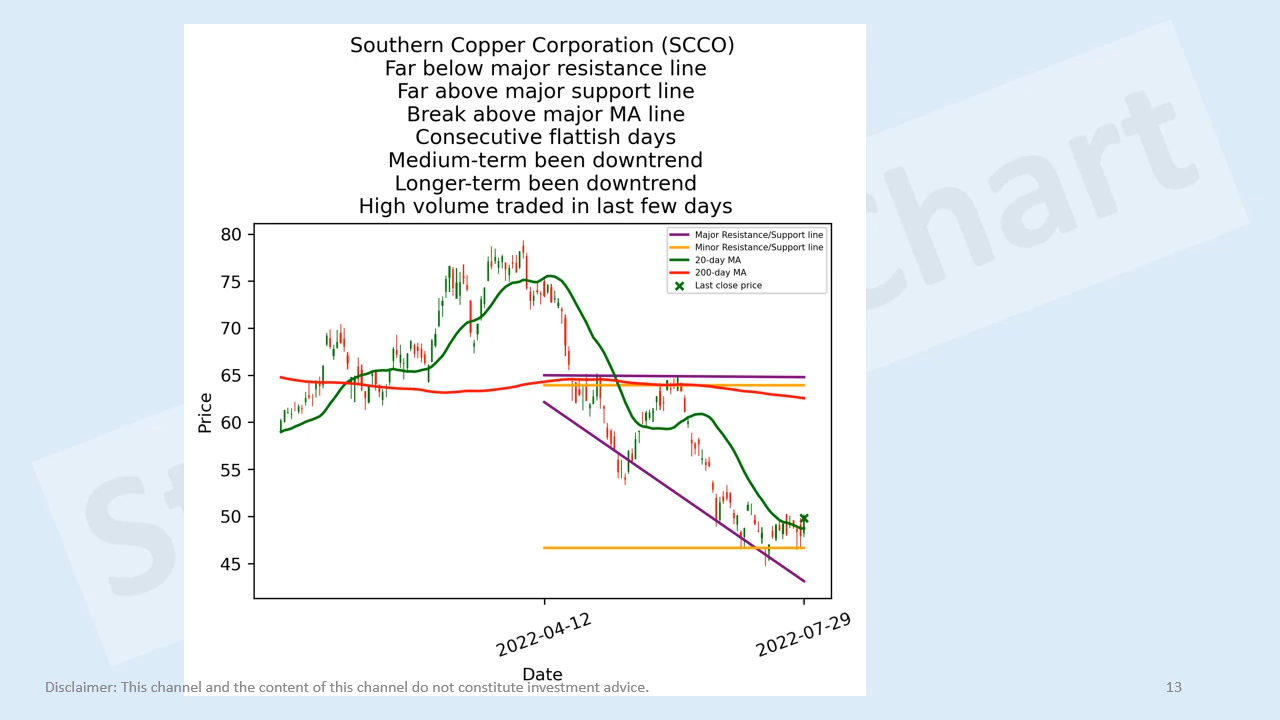 Southern Copper Corporation (SCCO)
Far below major resistance line
Far above major support line
Break above major MA line
Consecutive flattish days
Medium-term been downtrend
Longer-term been downtrend
High volume traded in last few days
Major Resistance/Support line
Minor Resistance/Support line
20-day MA
200-day MA
Last close price
80
75
70
65
60
55
50
45
Price
2022-04-12
2022-07-29
Date
Disclaimer: This channel and the content of this channel do not constitute investment advice.
13